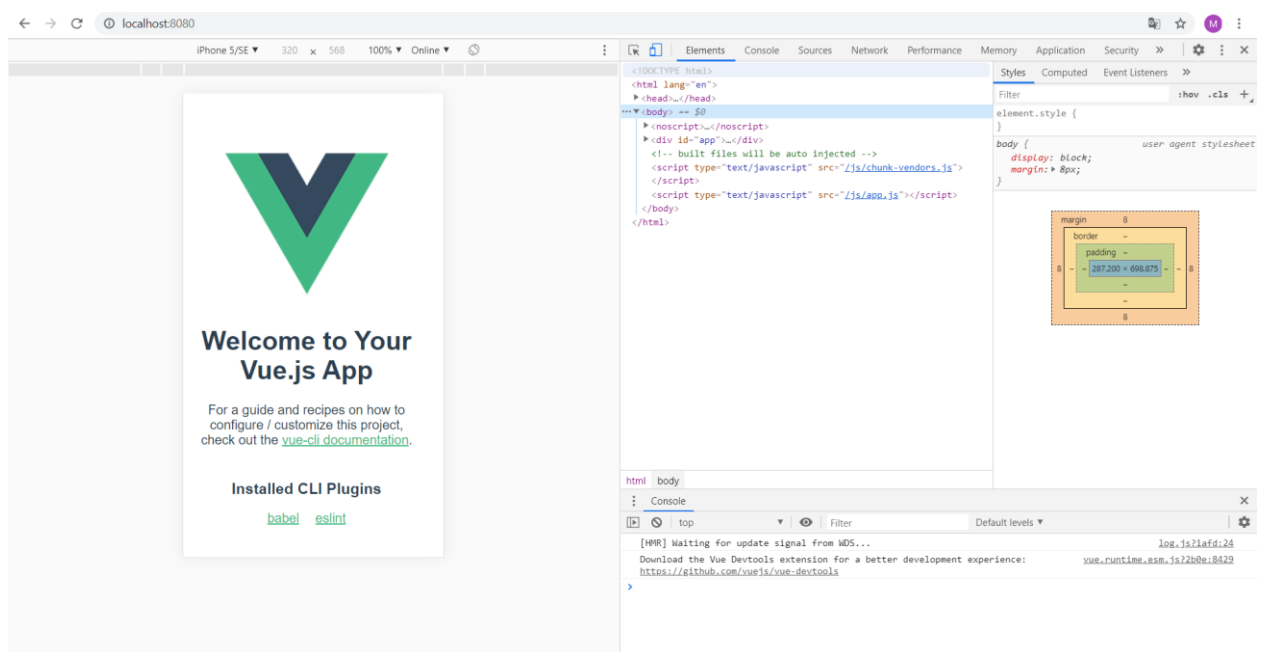 localhost:8080
M
iPhone 5/SE ▼ 320 x 568 100% ▼ Online ▼
Elements Console Sources Network Performance Memory Application Security »
<!DOCTYPE html>
<html lang="en">
▶<head>…</head>
…▼<body> == $0
▶<noscript>…</noscript>
▶<div id="app">…</div>
<!-- built files will be auto injected -->
<script type="text/javascript" src="/js/chunk-vendors.js">
</script>
<script type="text/javascript" src="/js/app.js"></script>
</body>
</html>
html body
Styles Computed Event Listeners »
Filter :hov .cls +
element.style {
}
body { user agent stylesheet
display: block;
margin:▶ 8px;
}
margin 8
border –
padding –
8 – – 287.200 × 698.875 – – 8
–
–
8
Welcome to Your
Vue.js App
For a guide and recipes on how to
configure / customize this project,
check out the vue-cli documentation.
Installed CLI Plugins
babel eslint
Console
top ▼ Filter Default levels ▼
[HMR] Waiting for update signal from WDS... log.js?1afd:24
Download the Vue Devtools extension for a better development experience: vue.runtime.esm.js?2b0e:8429
https://github.com/vuejs/vue-devtools
>